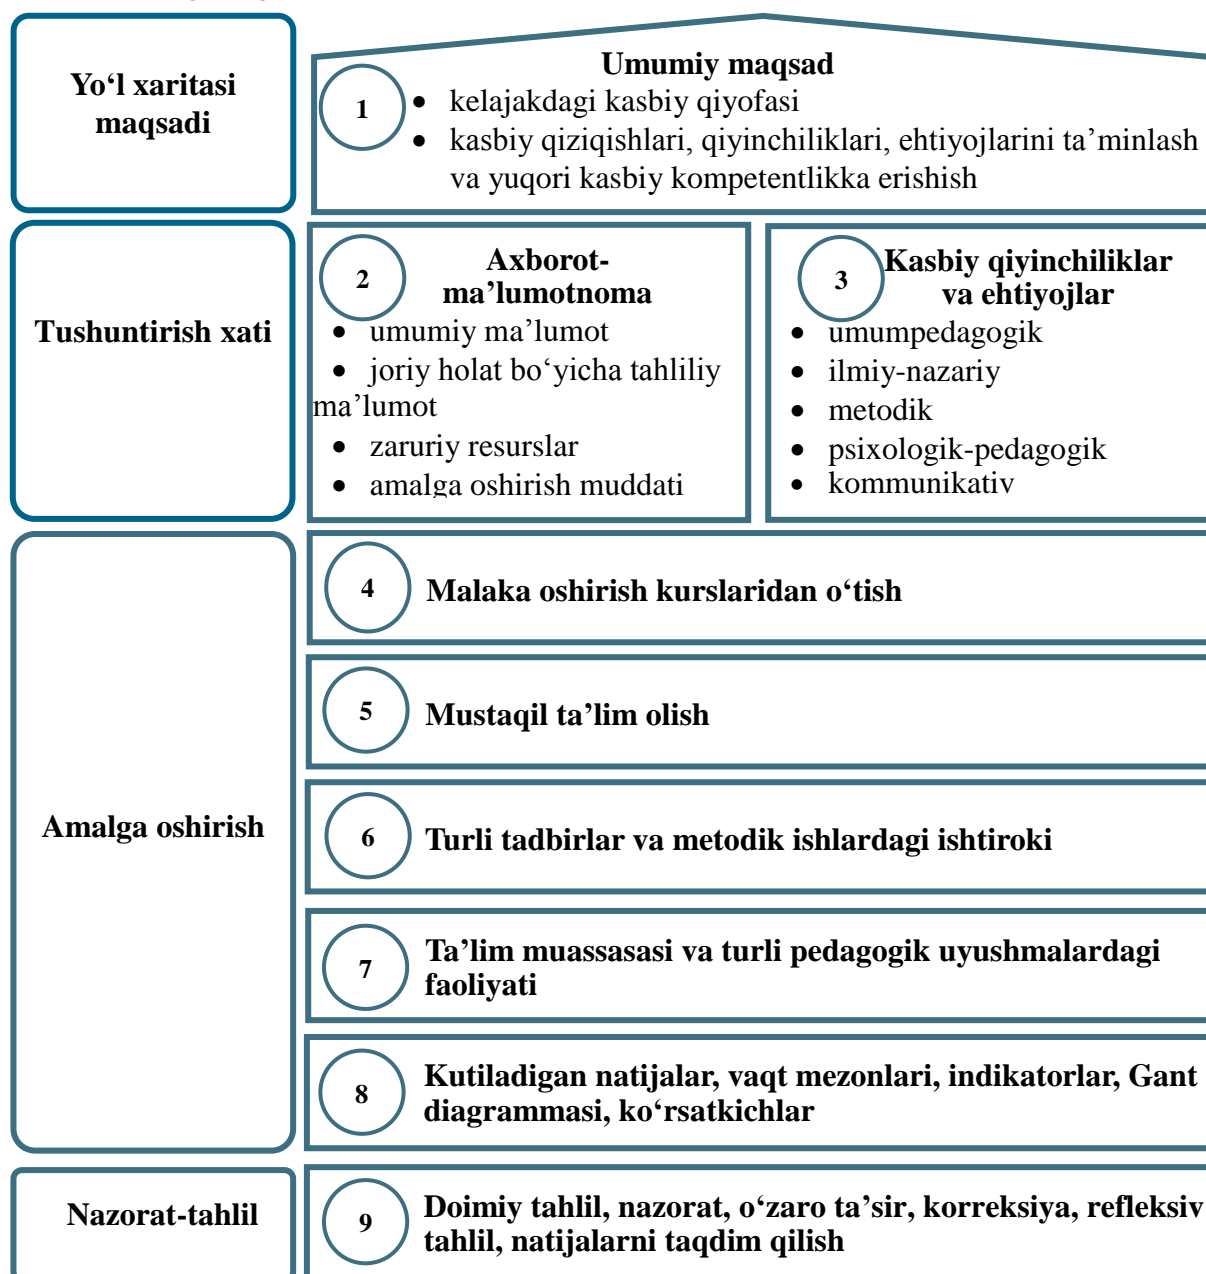 Yo‘l xaritasi
maqsadi
1
Umumiy maqsad
• kelajakdagi kasbiy qiyofasi
• kasbiy qiziqishlari, qiyinchiliklari, ehtiyojlarini ta’minlash
va yuqori kasbiy kompetentlikka erishish
Tushuntirish xati
2
Axborot-
ma’lumotnoma
• umumiy ma’lumot
• joriy holat bo‘yicha tahliliy
ma’lumot
• zaruriy resurslar
• amalga oshirish muddati
3
Kasbiy qiyinchiliklar
va ehtiyojlar
• umumpedagogik
• ilmiy-nazariy
• metodik
• psixologik-pedagogik
• kommunikativ
Amalga oshirish
4
Malaka oshirish kurslaridan o‘tish
5
Mustaqil ta’lim olish
6
Turli tadbirlar va metodik ishlardagi ishtiroki
7
Ta’lim muassasasi va turli pedagogik uyushmalardagi
faoliyati
8
Kutiladigan natijalar, vaqt mezonlari, indikatorlar, Gant
diagrammasi, ko‘rsatkichlar
Nazorat-tahlil
9
Doimiy tahlil, nazorat, o‘zaro ta’sir, korreksiya, refleksiv
tahlil, natijalarni taqdim qilish